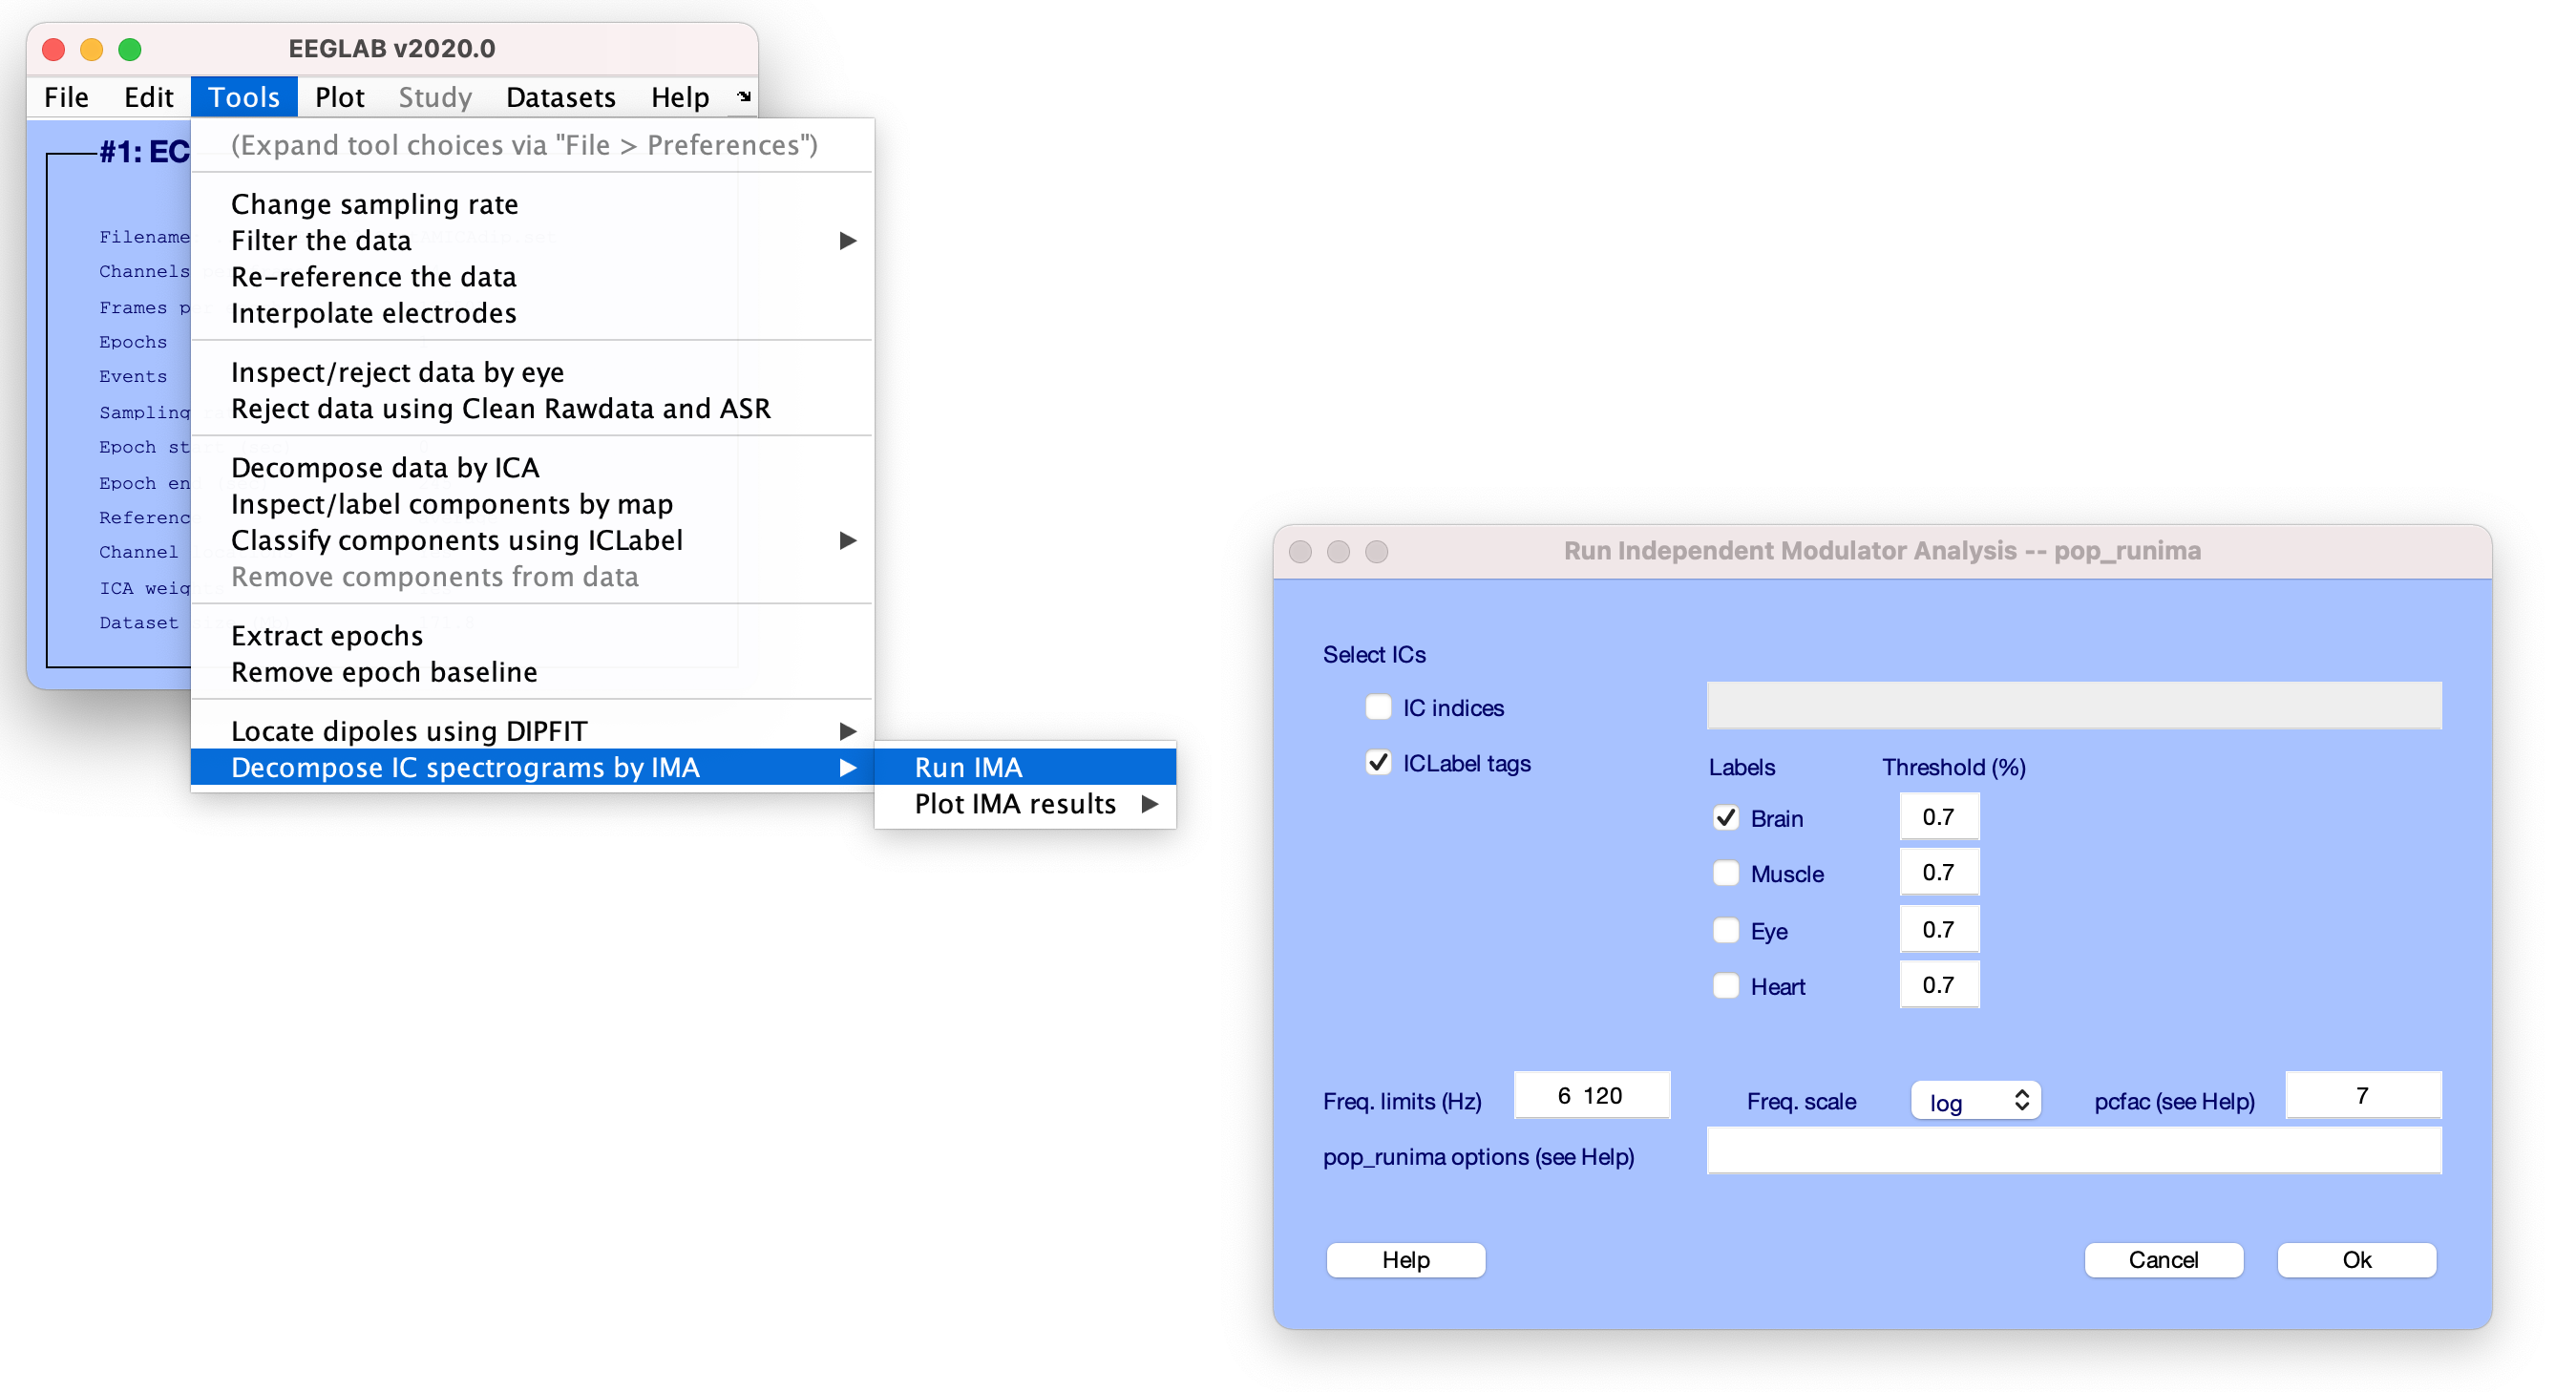 EEGLAB v2020.0
File Edit Tools Plot Study Datasets Help
#1: EC
Filename
Channels
Frames p
Epochs
Events
Sampling
Epoch st
Epoch en
Referenc
Channel
ICA weig
Dataset
(Expand tool choices via "File > Preferences")
Change sampling rate
Filter the data
Re-reference the data
Interpolate electrodes
Inspect/reject data by eye
Reject data using Clean Rawdata and ASR
Decompose data by ICA
Inspect/label components by map
Classify components using ICLabel
Remove components from data
Extract epochs
Remove epoch baseline
Locate dipoles using DIPFIT
Decompose IC spectrograms by IMA
Run IMA
Plot IMA results
Run Independent Modulator Analysis -- pop_runima
Select ICs
IC indices
ICLabel tags
Labels Threshold (%)
Brain 0.7
Muscle 0.7
Eye 0.7
Heart 0.7
Freq. limits (Hz) 6 120 Freq. scale log pcfac (see Help) 7
pop_runima options (see Help)
Help Cancel Ok